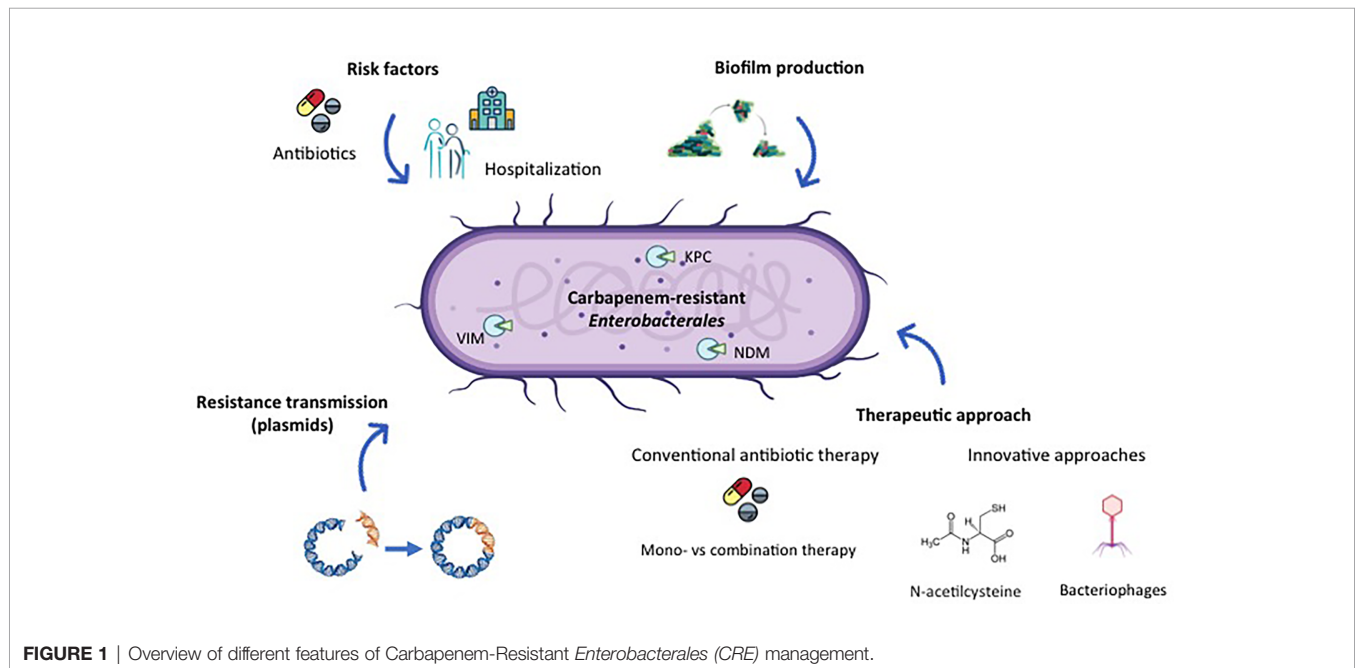 Risk factors
Antibiotics
Hospitalization
Biofilm production
KPC
Carbapenem-resistant
Enterobacterales
VIM
NDM
Resistance transmission
(plasmids)
Therapeutic approach
Conventional antibiotic therapy
Mono- vs combination therapy
Innovative approaches
O
H
SH
H₃C
N
H
O
OH
N-acetilcysteine
Bacteriophages
FIGURE 1 | Overview of different features of Carbapenem-Resistant Enterobacterales (CRE) management.